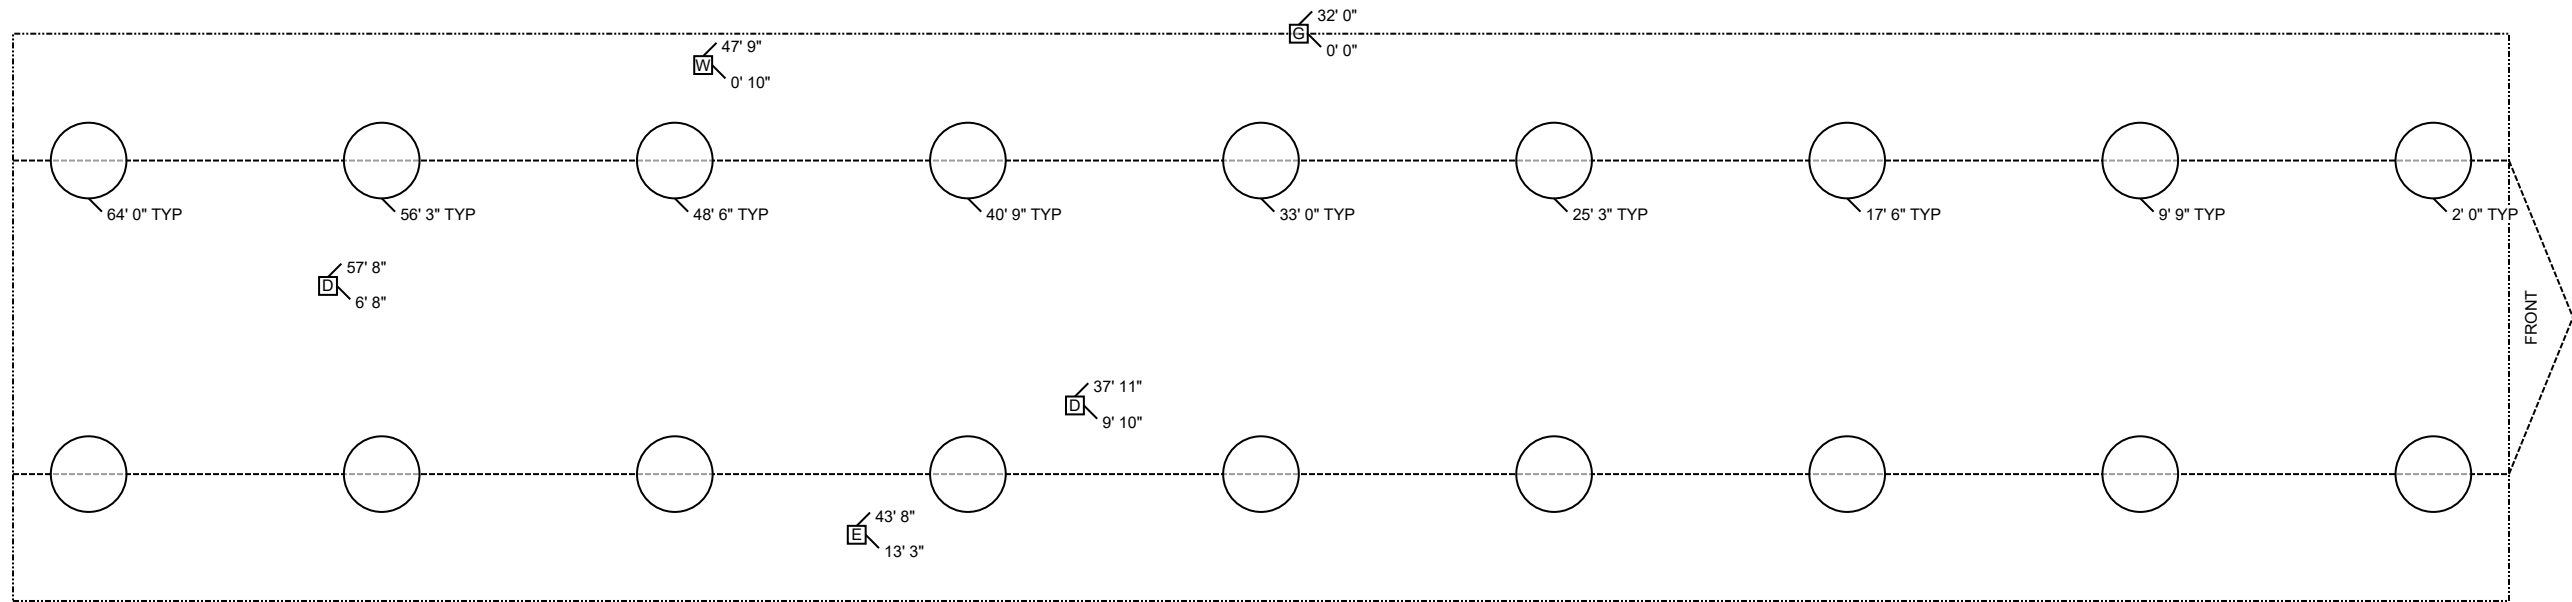 32' 0"
G
0' 0"
47' 9"
W
0' 10"
64' 0" TYP
56' 3" TYP
48' 6" TYP
40' 9" TYP
33' 0" TYP
25' 3" TYP
17' 6" TYP
9' 9" TYP
2' 0" TYP
57' 8"
D
6' 8"
FRONT
37' 11"
D
9' 10"
43' 8"
E
13' 3"